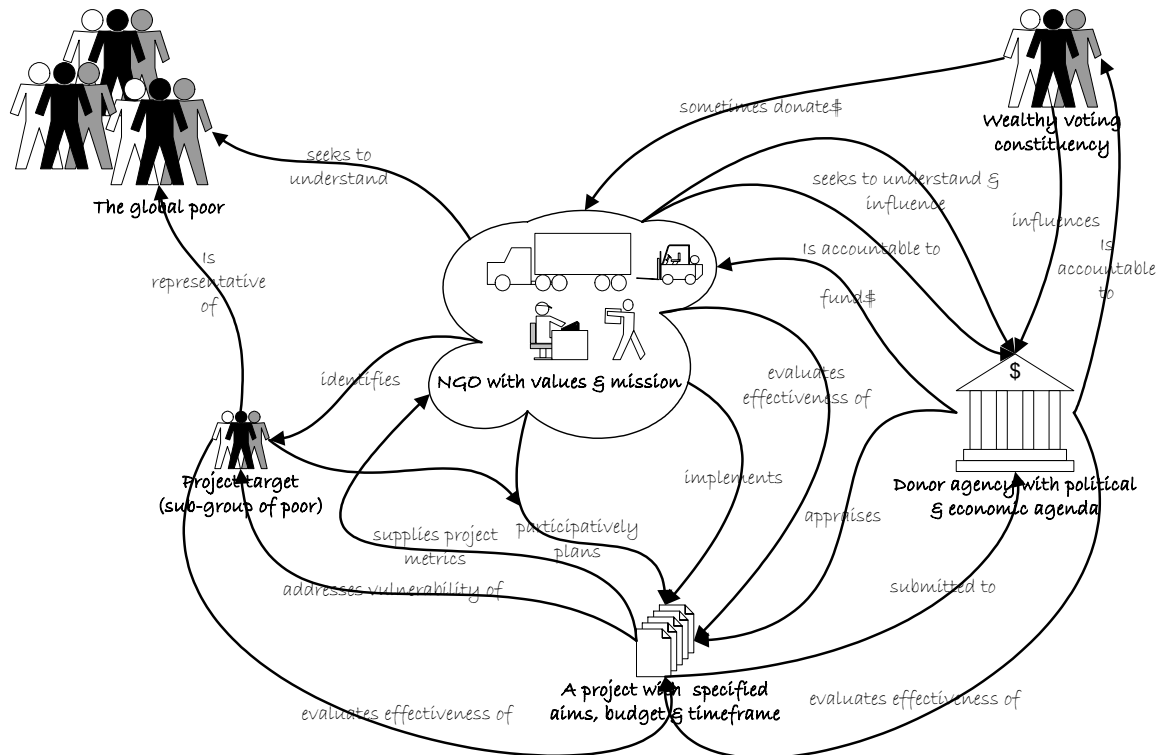 sometimes donate$
Wealthy voting
constituency
seeks to
understand
seeks to understand &
influence
The global poor
influences
Is
accountable
to
Is accountable to
Is
representative
of
fund$
$
identifies
NGO with values & mission
evaluates
effectiveness of
Project target
(sub-group of poor)
implements
Donor agency with political
& economic agenda
appraises
supplies project
metrics
participatively
plans
addresses vulnerability of
submitted to
A project with specified
aims, budget & timeframe
evaluates effectiveness of
evaluates effectiveness of